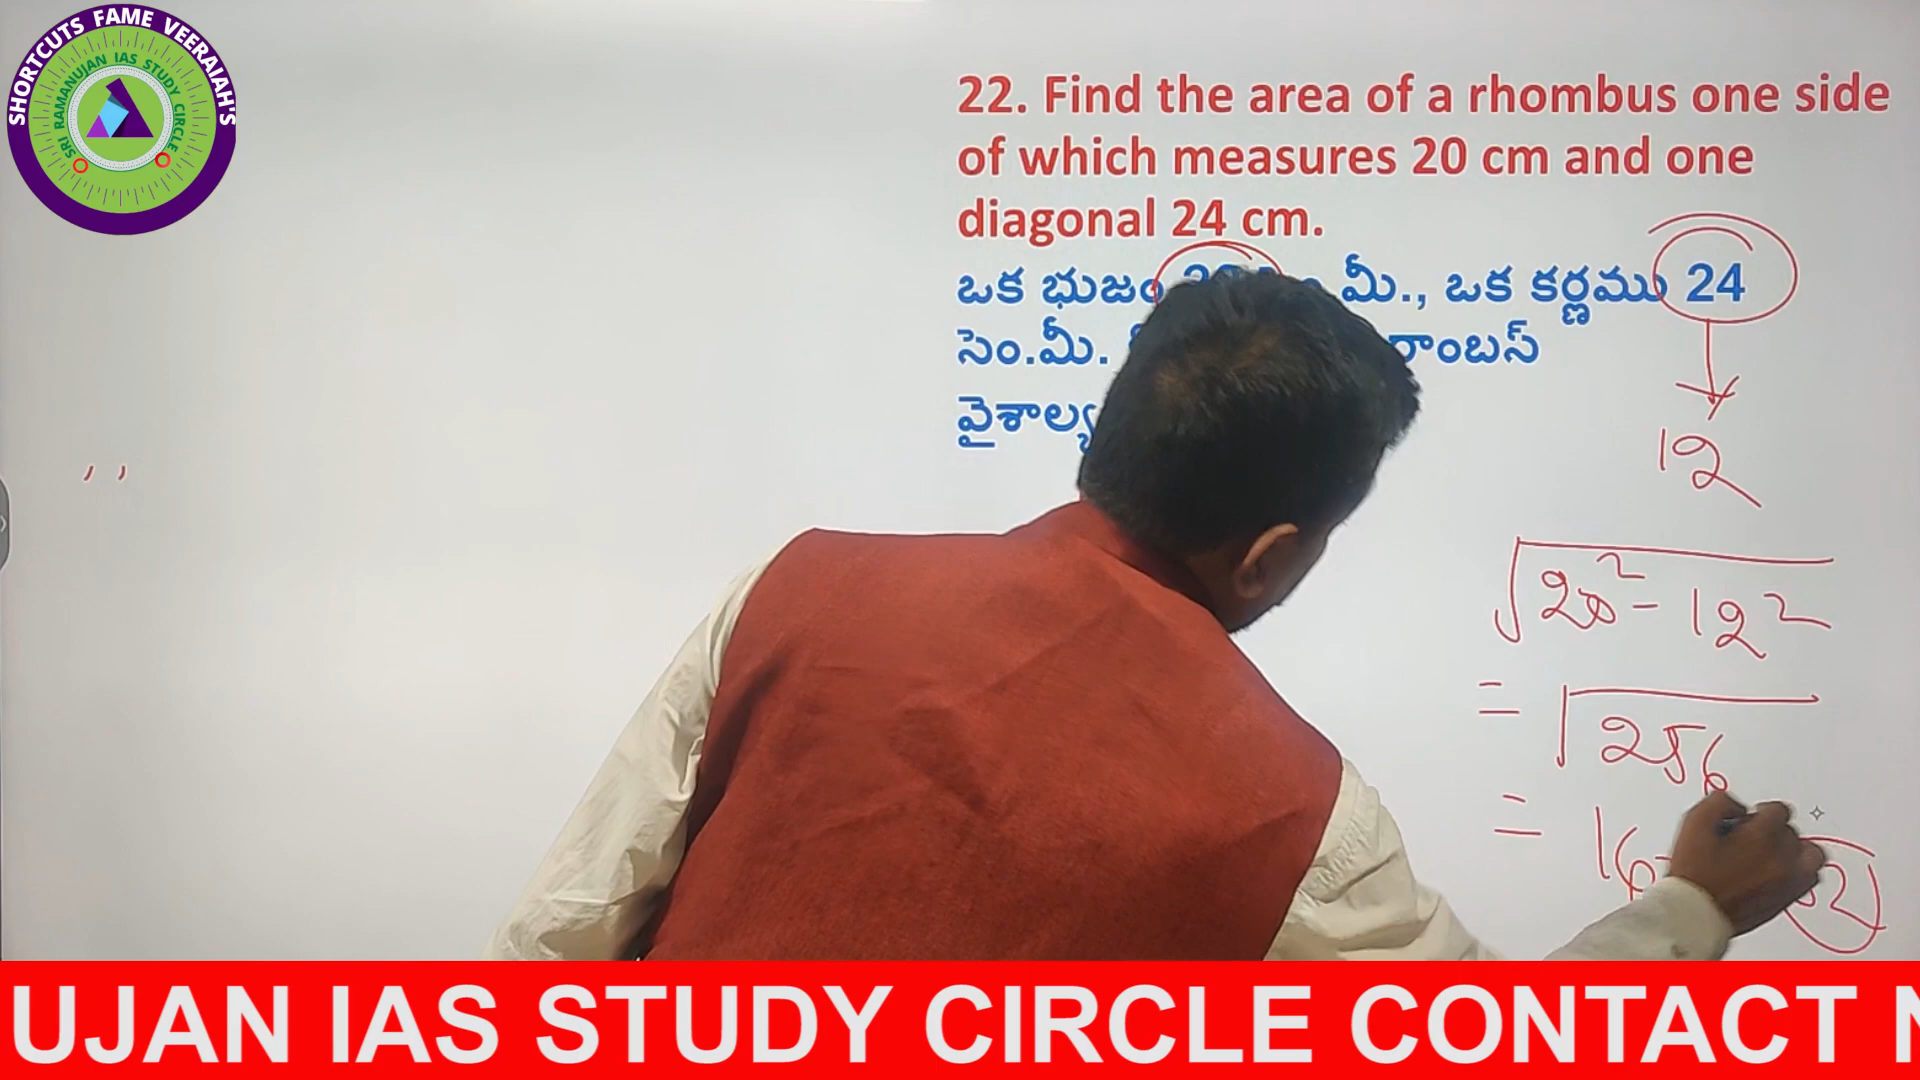 SHORTCUTS FAME VEERAIAH'S
SRI RAMANUJAN IAS STUDY CIRCLE
22. Find the area of a rhombus one side
of which measures 20 cm and one
diagonal 24 cm.
ఒక భుజం మీ., ఒక కర్ణము 24
సెం.మీ. రాంబస్
వైశాల్య
12
√20² - 12²
= √256
= 16
UJAN IAS STUDY CIRCLE CONTACT N